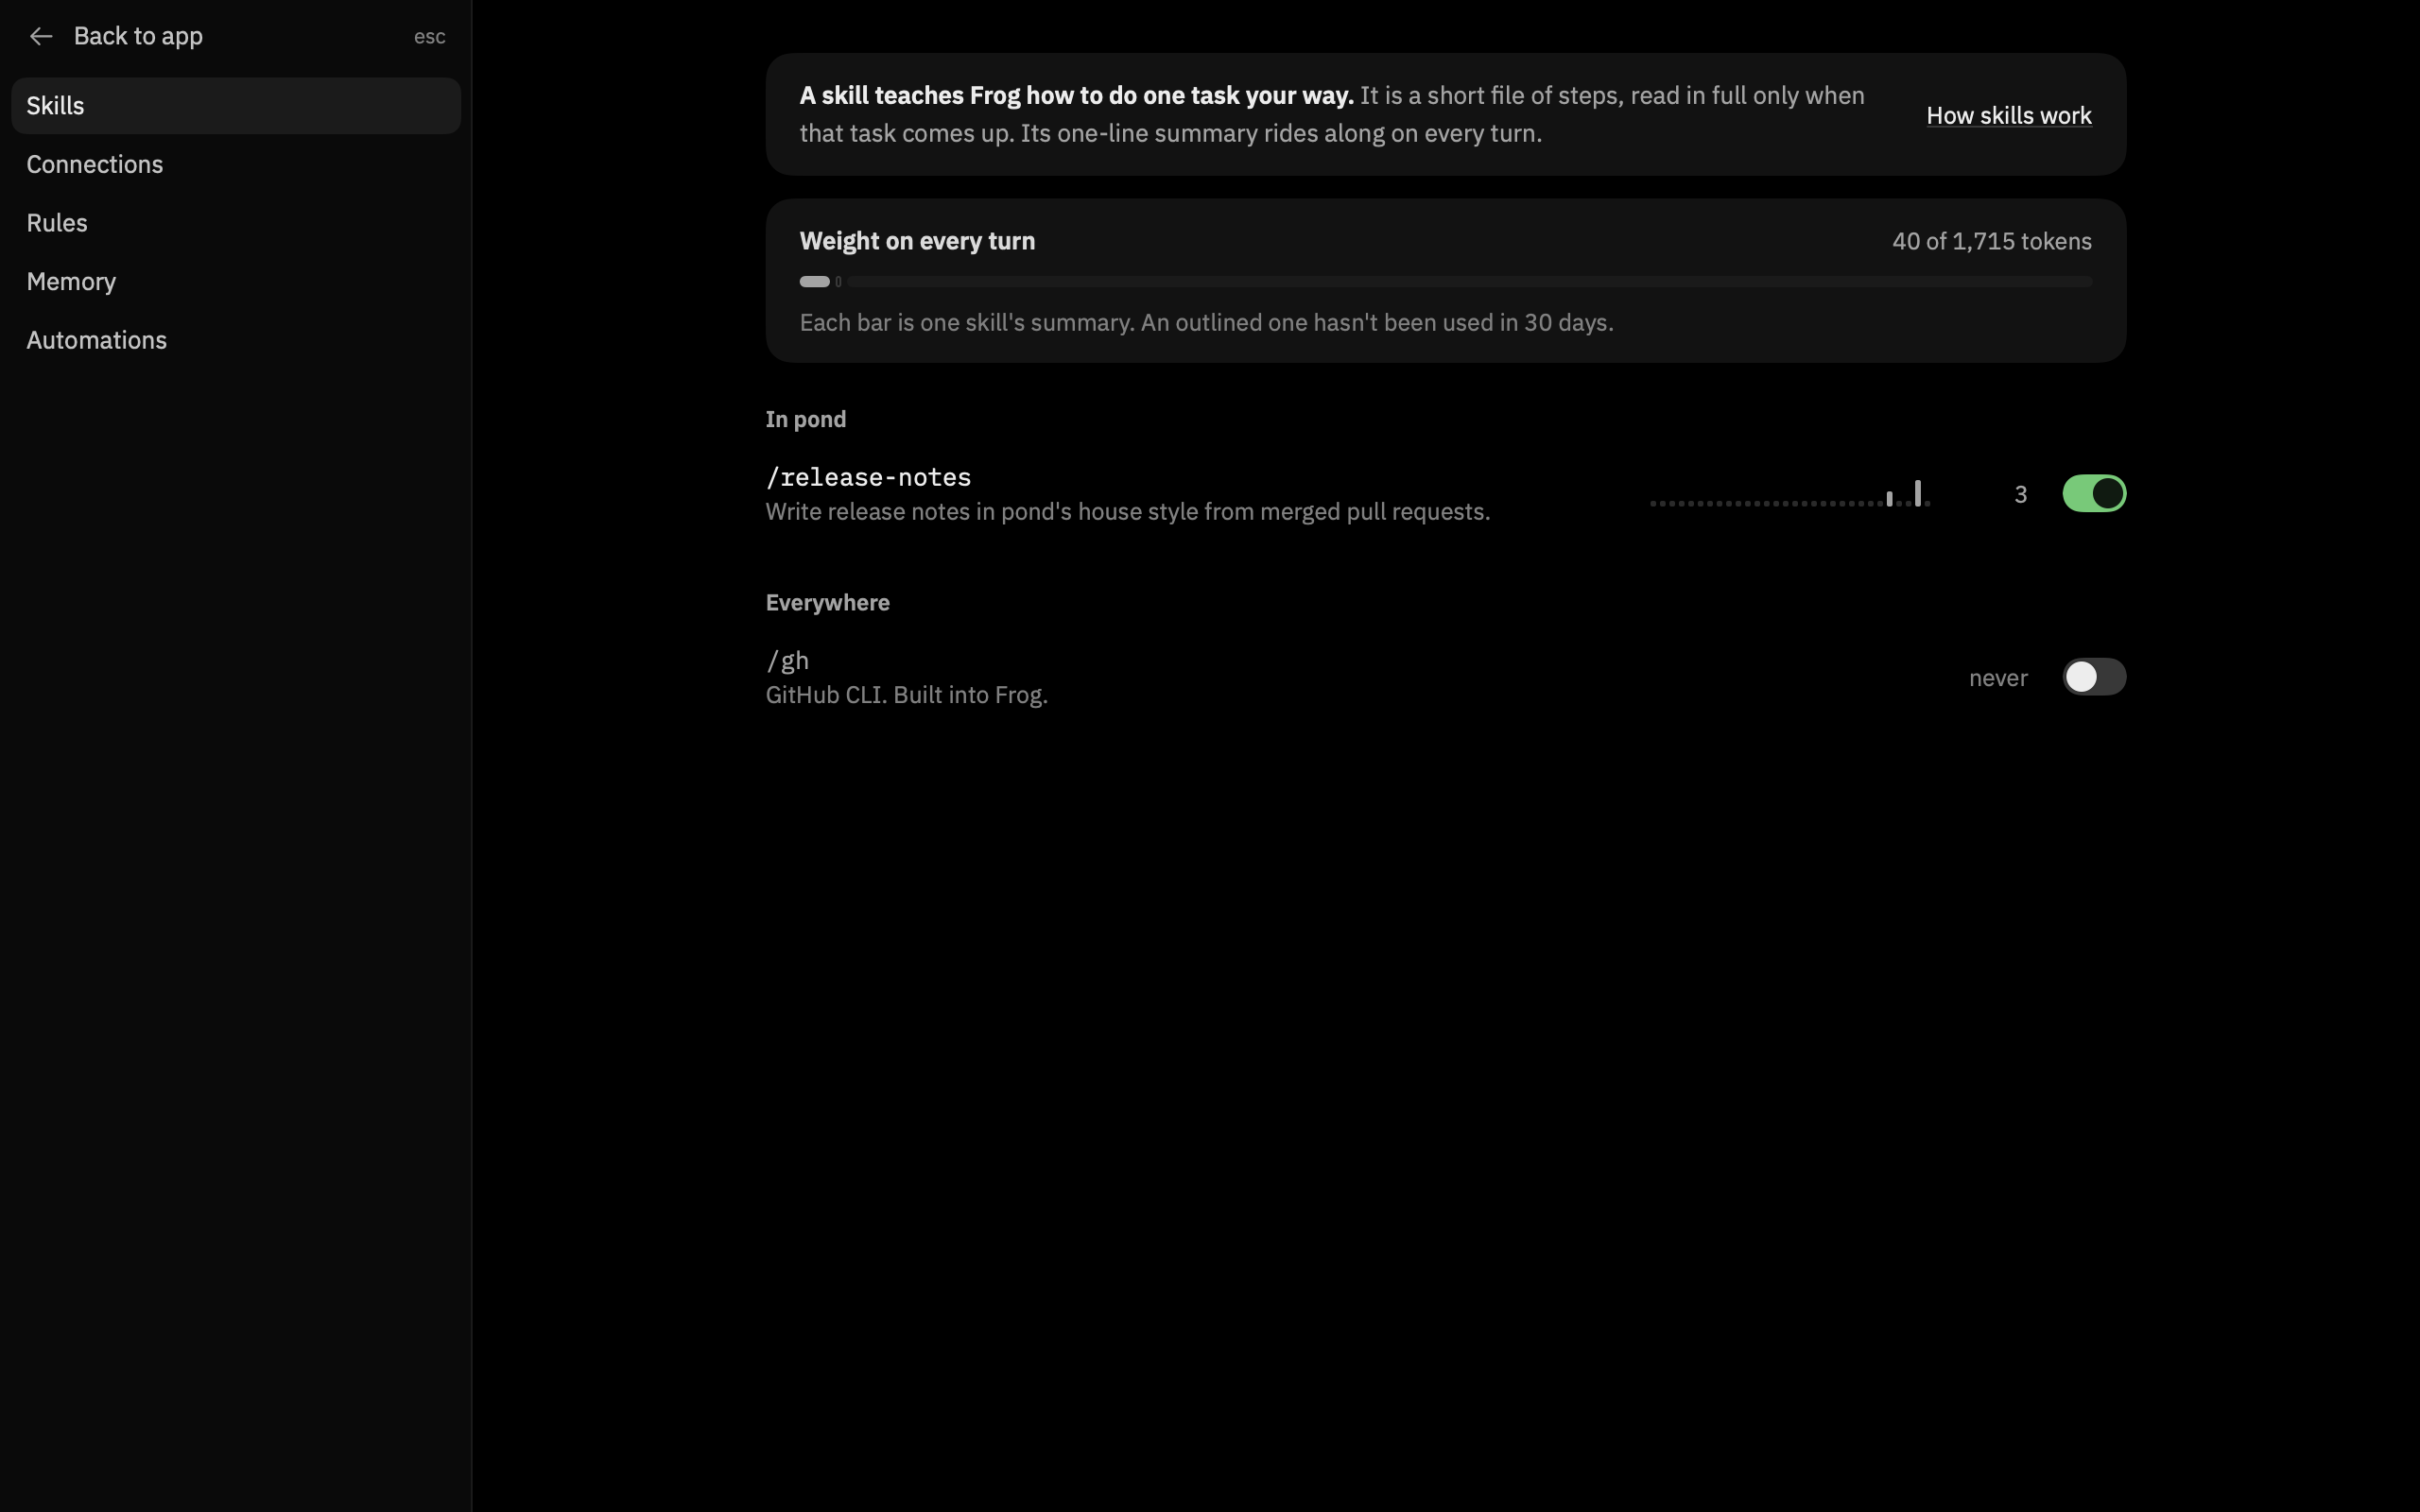 Back to app
esc
Skills
Connections
Rules
Memory
Automations
A skill teaches Frog how to do one task your way. It is a short file of steps, read in full only when
that task comes up. Its one-line summary rides along on every turn.
How skills work
Weight on every turn
40 of 1,715 tokens
Each bar is one skill's summary. An outlined one hasn't been used in 30 days.
In pond
/release-notes
Write release notes in pond's house style from merged pull requests.
3
Everywhere
/gh
GitHub CLI. Built into Frog.
never